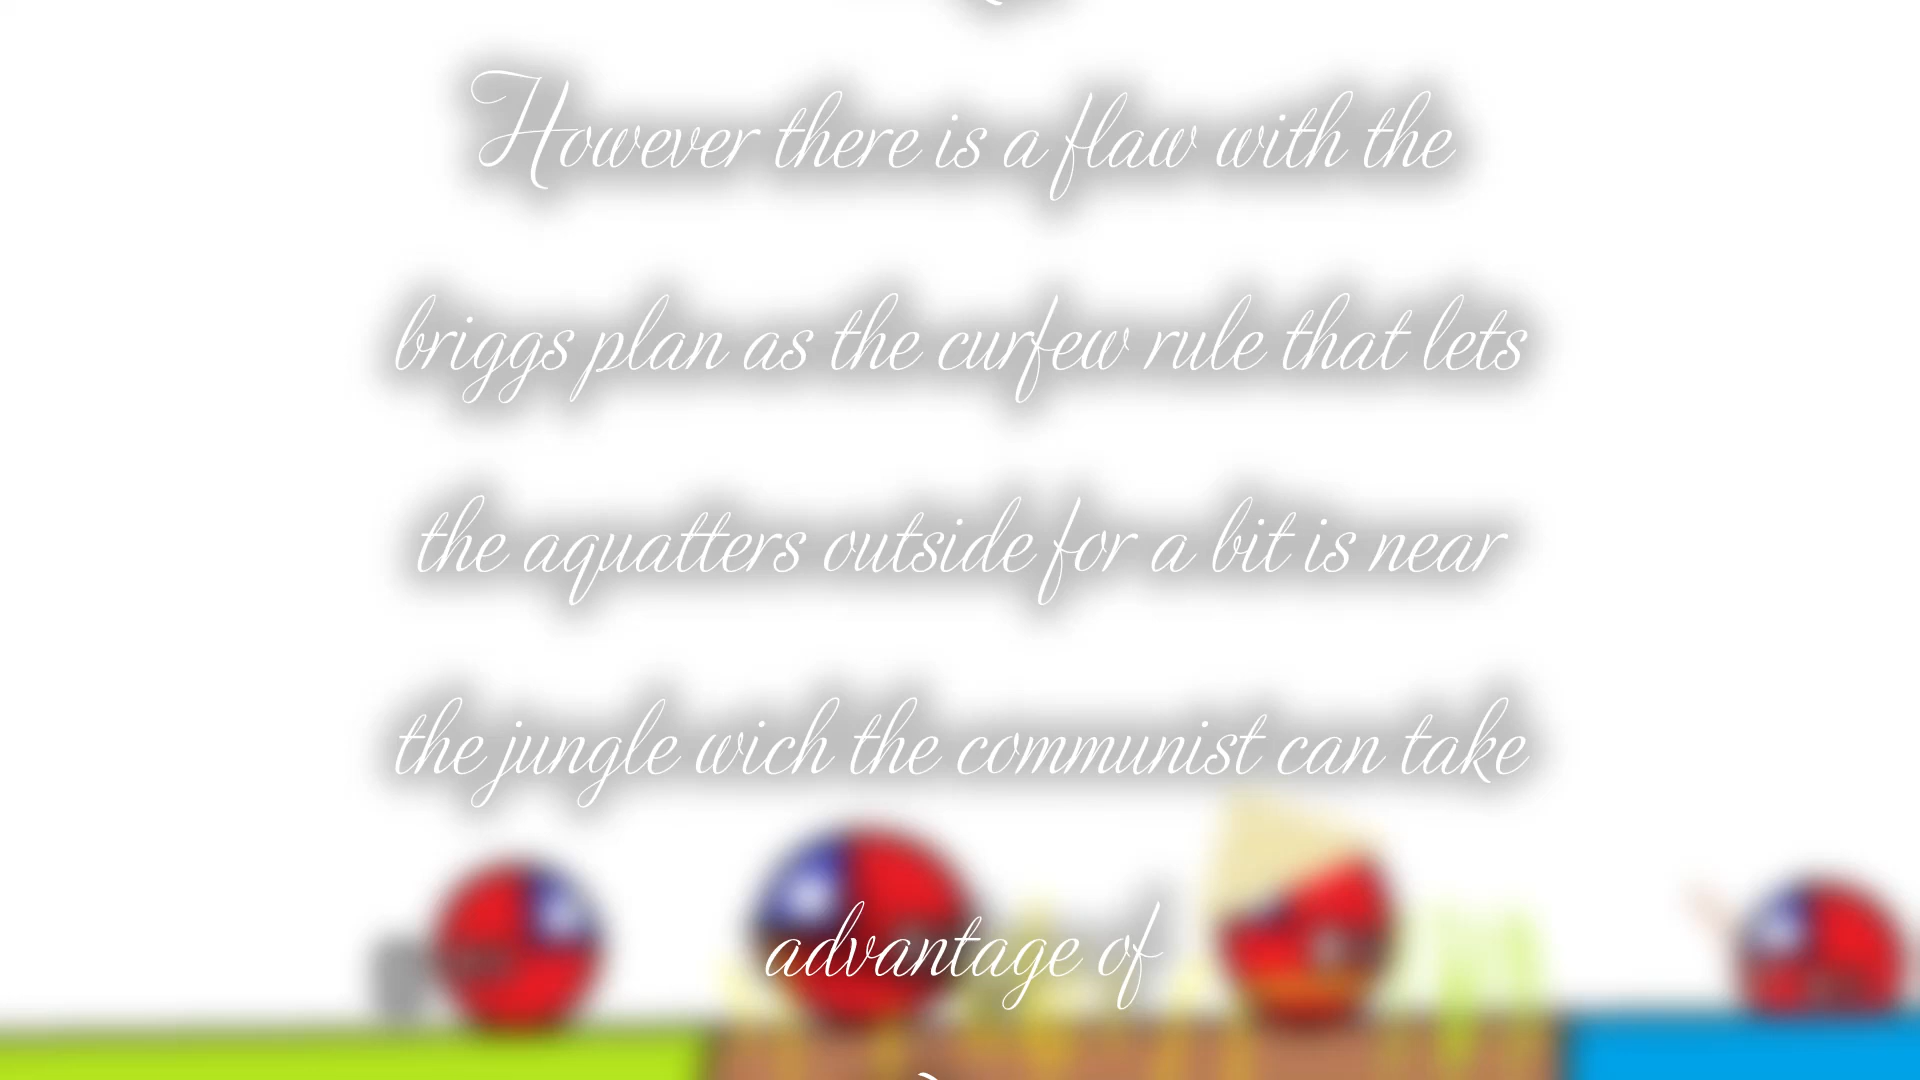 However there is a flaw with the
briggs plan as the curfew rule that lets
the aquatters outside for a bit is near
the jungle wich the communist can take
advantage of